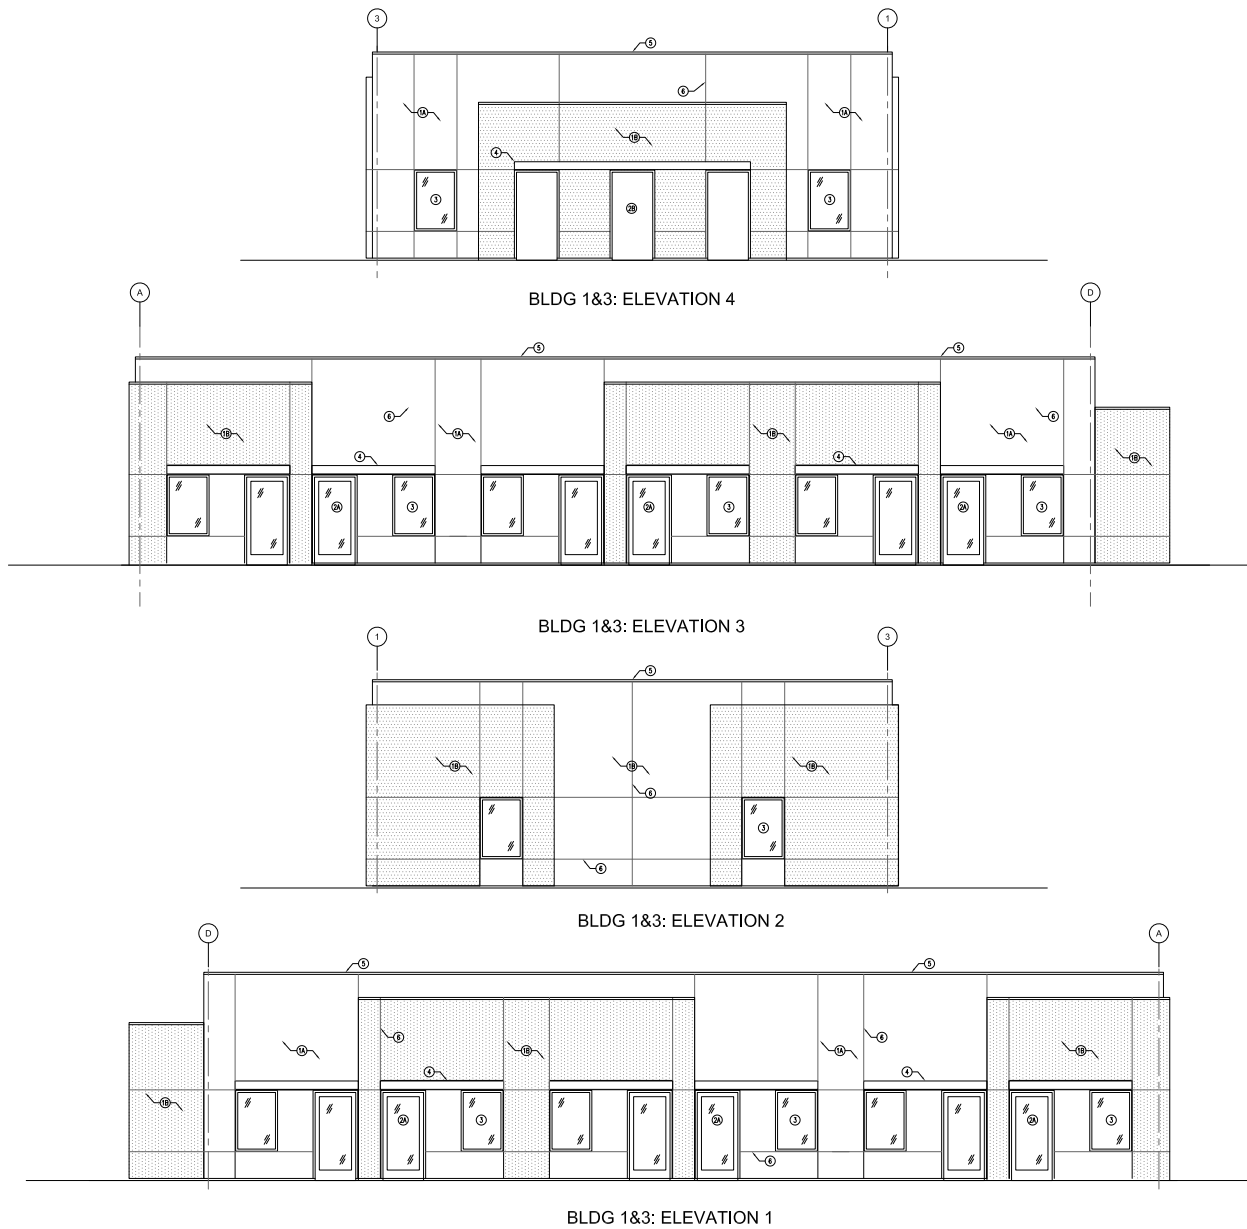 3 1
5
6
1A 1A
1B
4
3 2B 3
BLDG 1&3: ELEVATION 4
A D
5 5
6 6
1B 1A 1B 1A
4 4 1B
2A 3 2A 3 2A 3
BLDG 1&3: ELEVATION 3
1 3
5
1B 1B 1B
6
3
6
BLDG 1&3: ELEVATION 2
D A
5 5
6 6
1A 1B 1A 1B
4 4
1B
2A 3 2A 3 2A 3
6
BLDG 1&3: ELEVATION 1